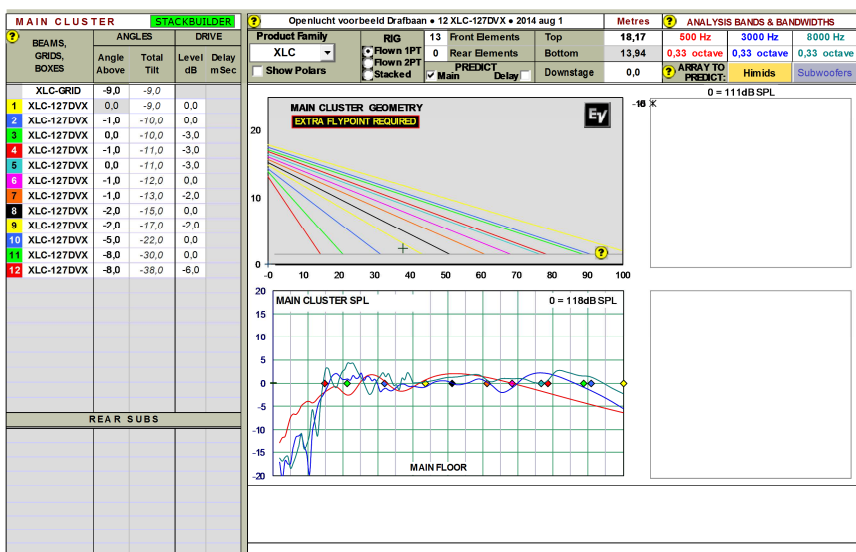 MAIN CLUSTER STACKBUILDER
? Openlucht voorbeeld Drafbaan • 12 XLC-127DVX • 2014 aug 1 Metres ? ANALYSIS BANDS & BANDWIDTHS
? BEAMS, GRIDS, BOXES ANGLES DRIVE
Angle Above Total Tilt Level dB Delay mSec
Product Family
XLC
Show Polars
RIG
Flown 1PT
Flown 2PT
Stacked
13 Front Elements
0 Rear Elements
PREDICT
Main Delay
Top 18,17
Bottom 13,94
Downstage 0,0
500 Hz 3000 Hz 8000 Hz
0,33 octave 0,33 octave 0,33 octave
? ARRAY TO PREDICT: Himids Subwoofers
XLC-GRID -9,0 -9,0
1 XLC-127DVX 0,0 -9,0 0,0
2 XLC-127DVX -1,0 -10,0 0,0
3 XLC-127DVX 0,0 -10,0 -3,0
4 XLC-127DVX -1,0 -11,0 -3,0
5 XLC-127DVX 0,0 -11,0 -3,0
6 XLC-127DVX -1,0 -12,0 0,0
7 XLC-127DVX -1,0 -13,0 -2,0
8 XLC-127DVX -2,0 -15,0 0,0
9 XLC-127DVX -2,0 -17,0 -2,0
10 XLC-127DVX -5,0 -22,0 0,0
11 XLC-127DVX -8,0 -30,0 0,0
12 XLC-127DVX -8,0 -38,0 -6,0
REAR SUBS
MAIN CLUSTER GEOMETRY
EXTRA FLYPOINT REQUIRED
EV
20
10
0
?
-0 10 20 30 40 50 60 70 80 90 100
0 = 111dB SPL
MAIN CLUSTER SPL 0 = 118dB SPL
20
15
10
5
0
-5
-10
-15
-20
MAIN FLOOR